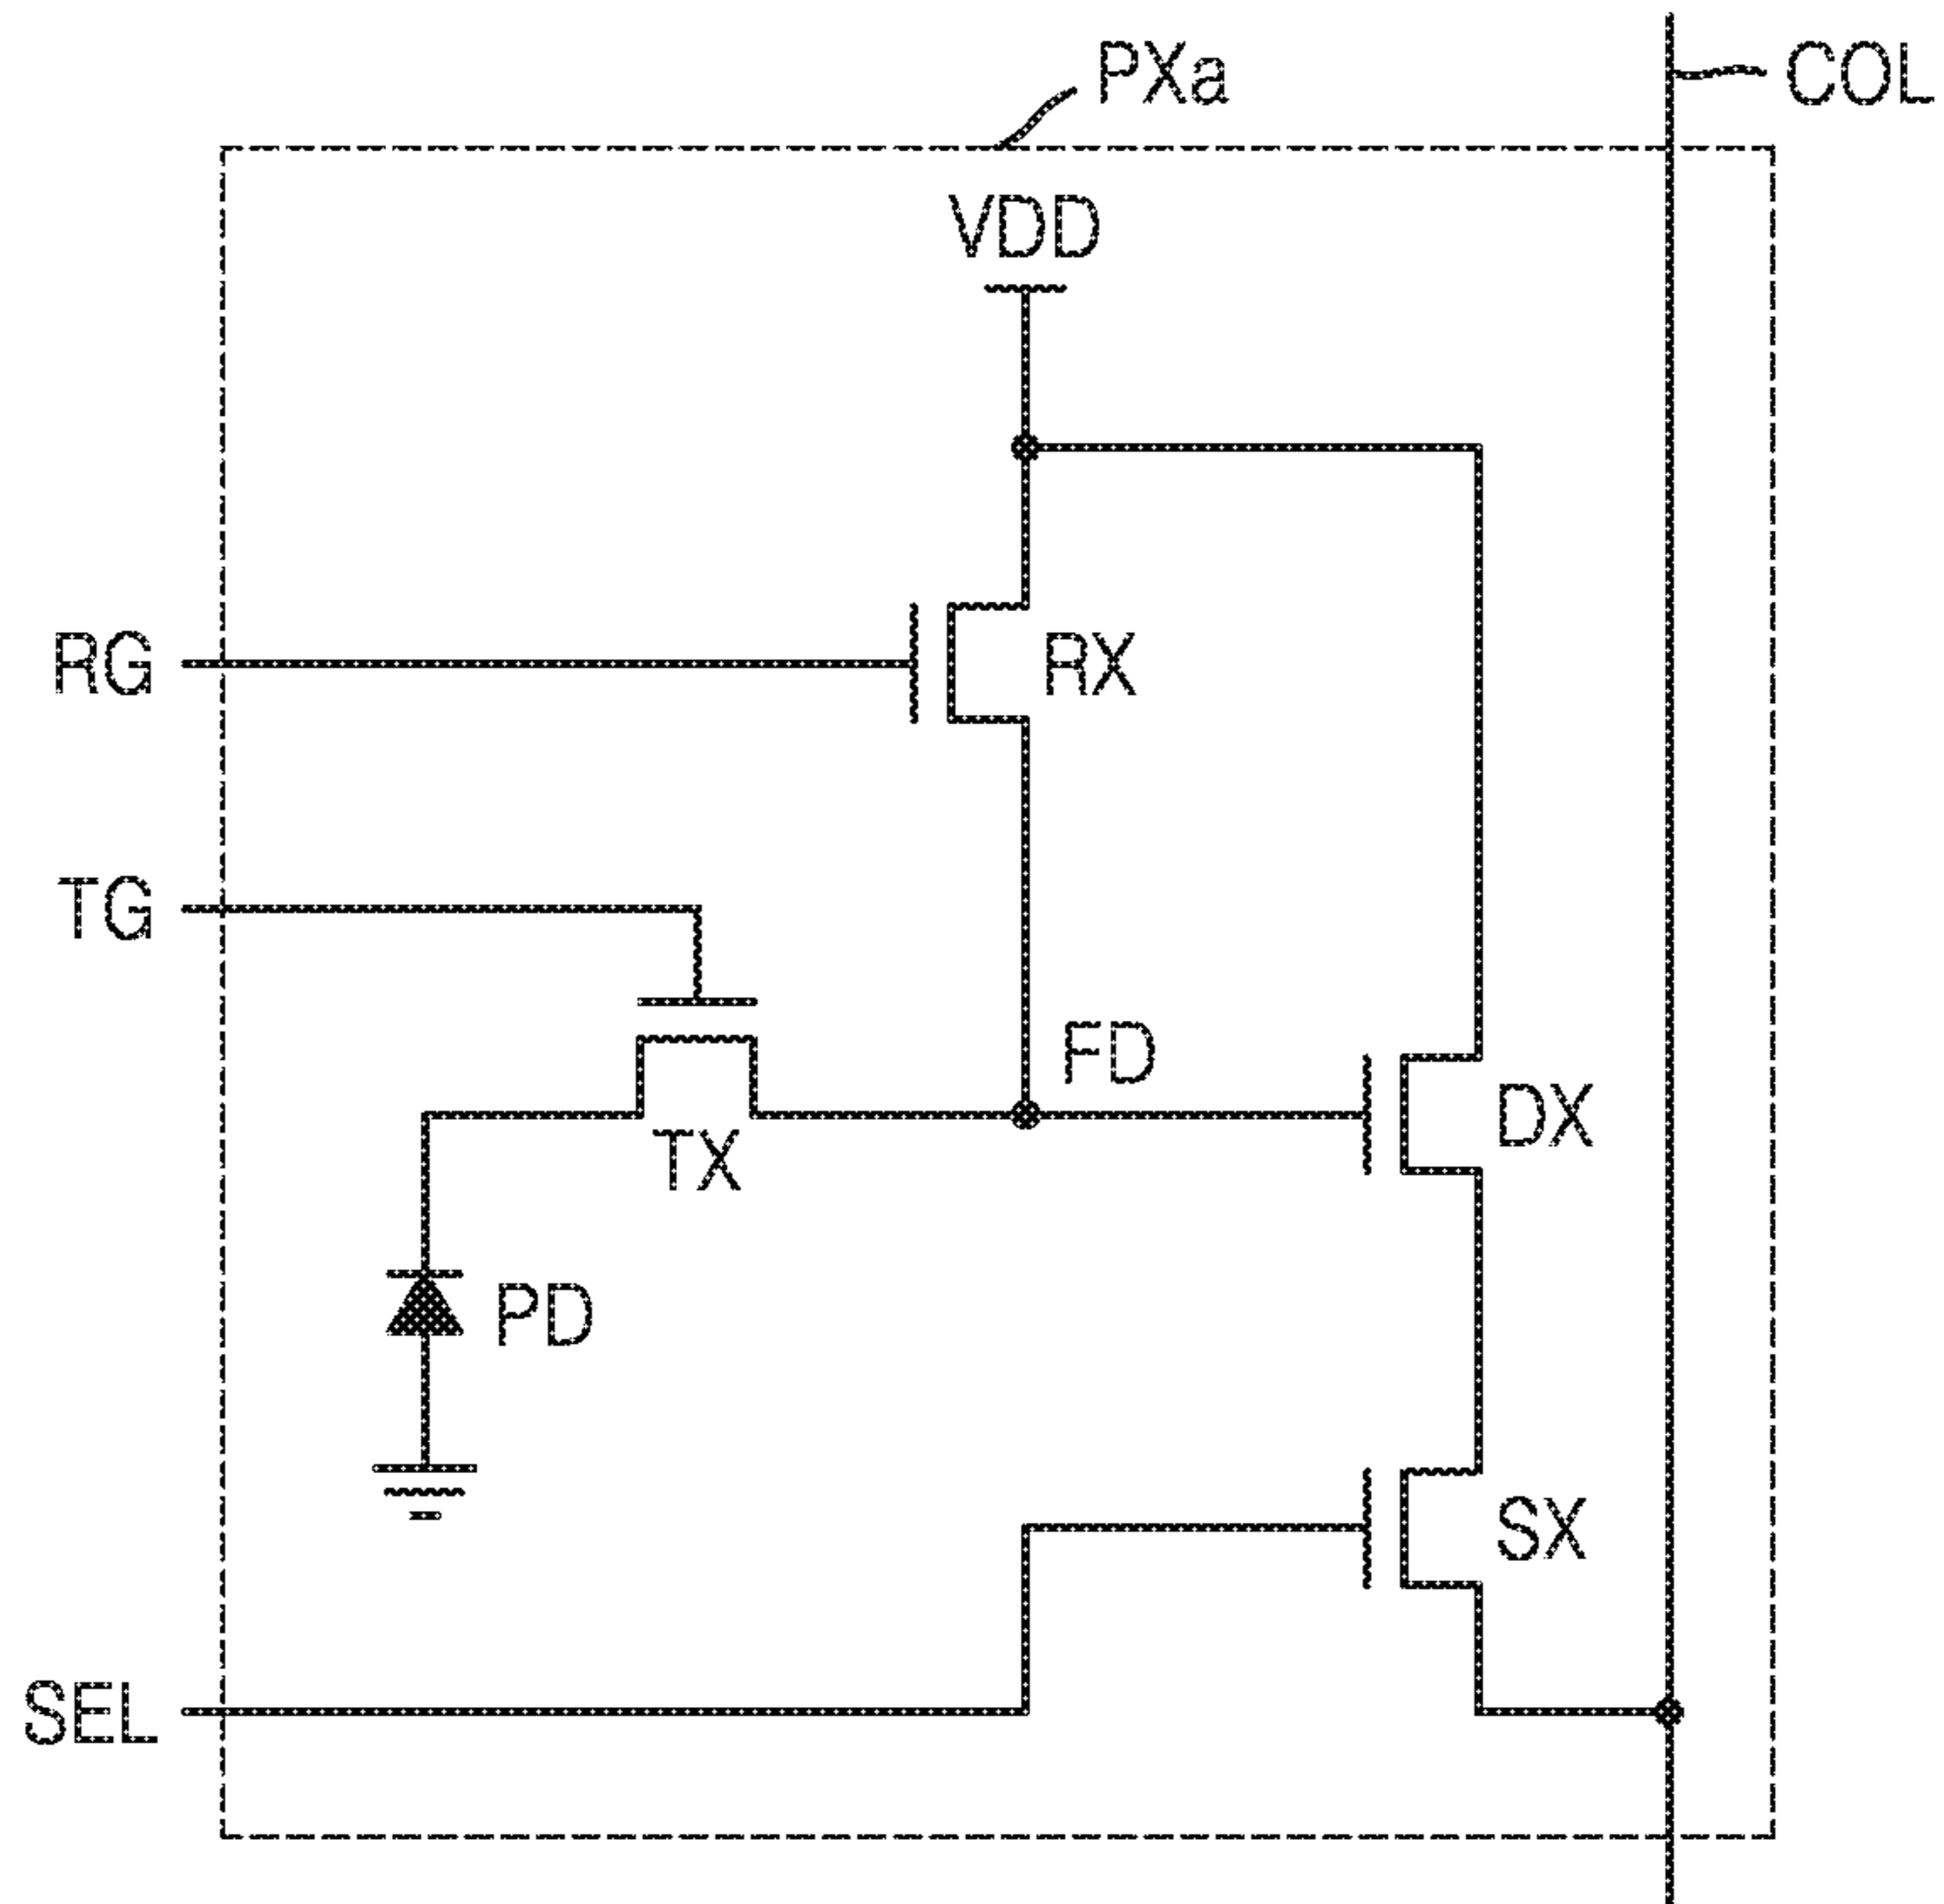 PXa
COL
VDD
RG
RX
TG
FD
DX
TX
PD
SX
SEL